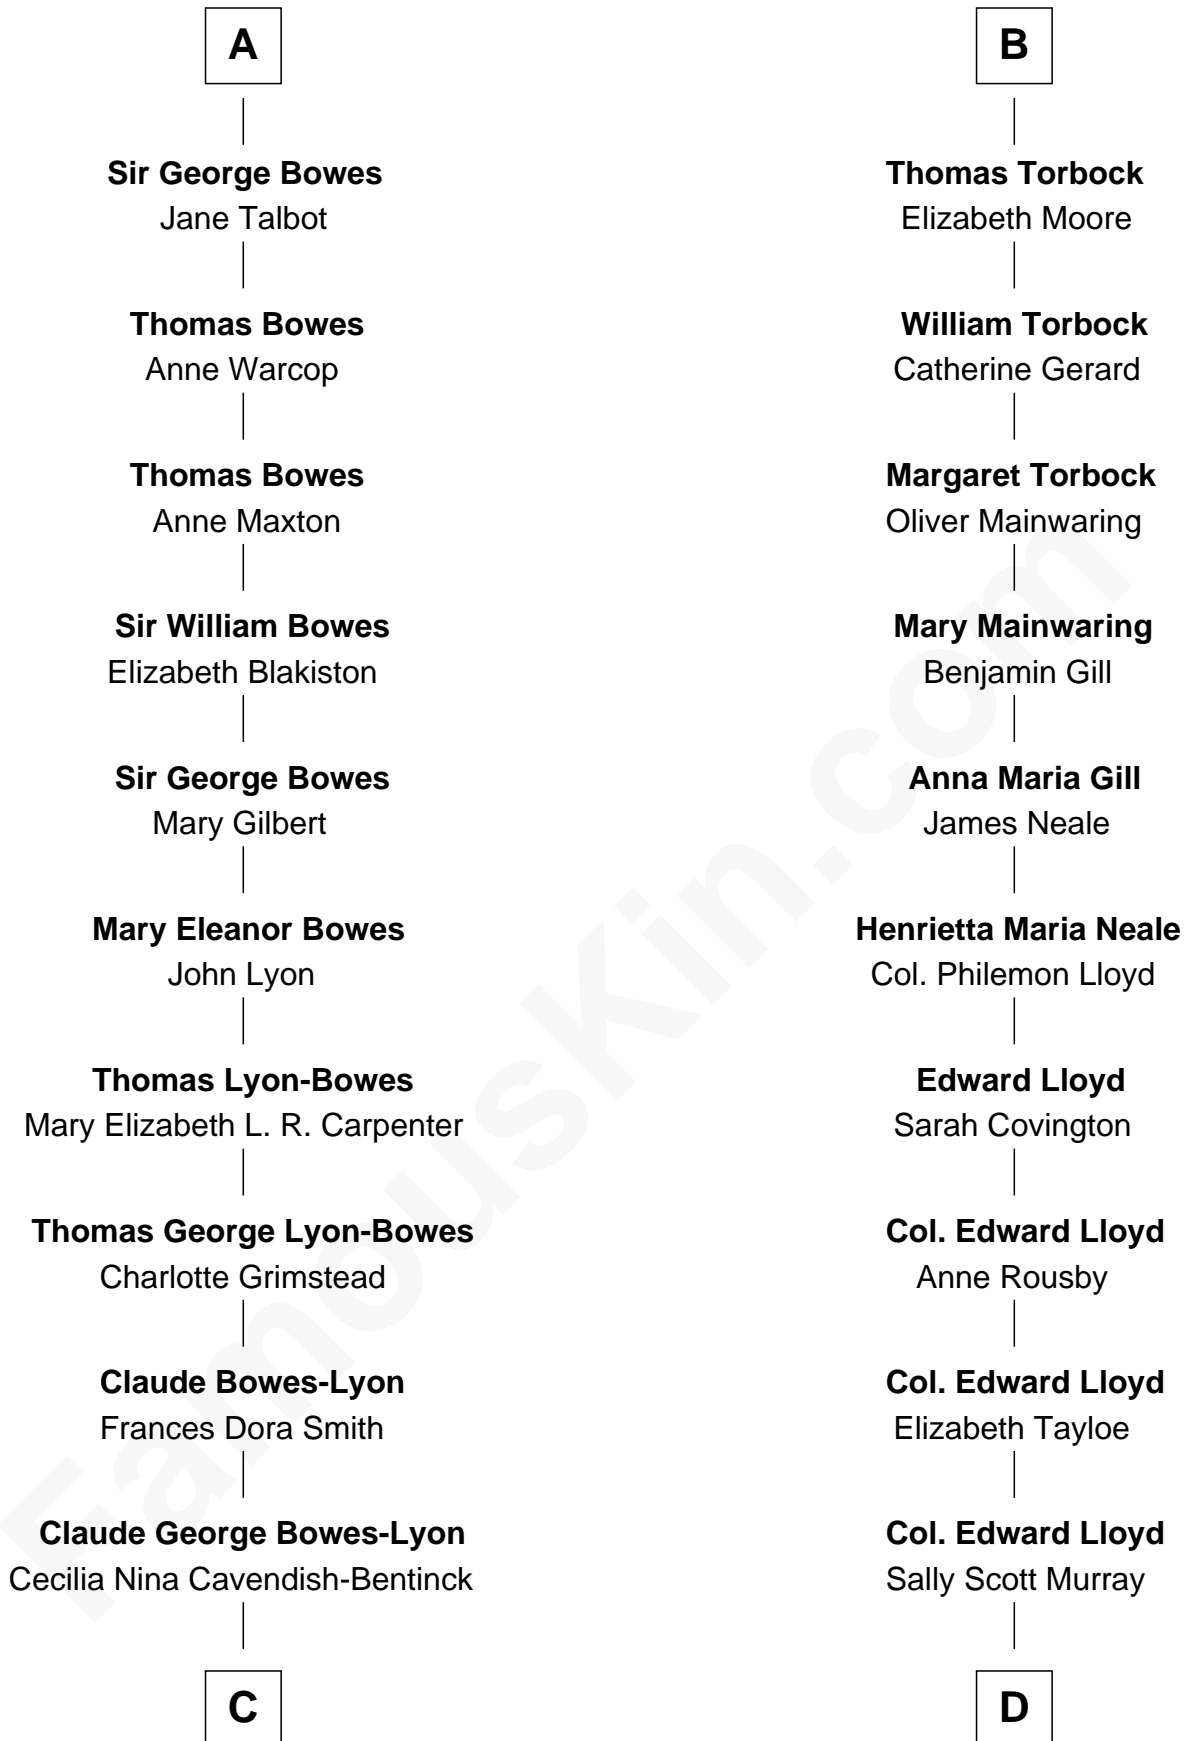 A
Sir George Bowes
Jane Talbot
Thomas Bowes
Anne Warcop
Thomas Bowes
Anne Maxton
Sir William Bowes
Elizabeth Blakiston
Sir George Bowes
Mary Gilbert
Mary Eleanor Bowes
John Lyon
Thomas Lyon-Bowes
Mary Elizabeth L. R. Carpenter
Thomas George Lyon-Bowes
Charlotte Grimstead
Claude Bowes-Lyon
Frances Dora Smith
Claude George Bowes-Lyon
Cecilia Nina Cavendish-Bentinck
C
B
Thomas Torbock
Elizabeth Moore
William Torbock
Catherine Gerard
Margaret Torbock
Oliver Mainwaring
Mary Mainwaring
Benjamin Gill
Anna Maria Gill
James Neale
Henrietta Maria Neale
Col. Philemon Lloyd
Edward Lloyd
Sarah Covington
Col. Edward Lloyd
Anne Rousby
Col. Edward Lloyd
Elizabeth Tayloe
Col. Edward Lloyd
Sally Scott Murray
D
FamousKin.com